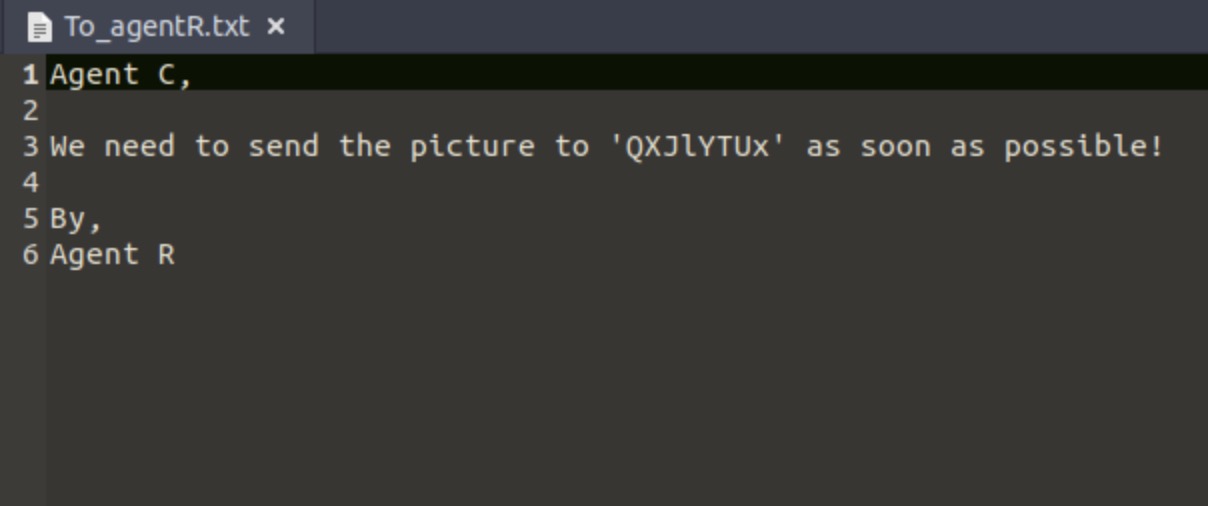 To_agentR.txt ×
1 Agent C,
2
3 We need to send the picture to 'QXJlYTUx' as soon as possible!
4
5 By,
6 Agent R